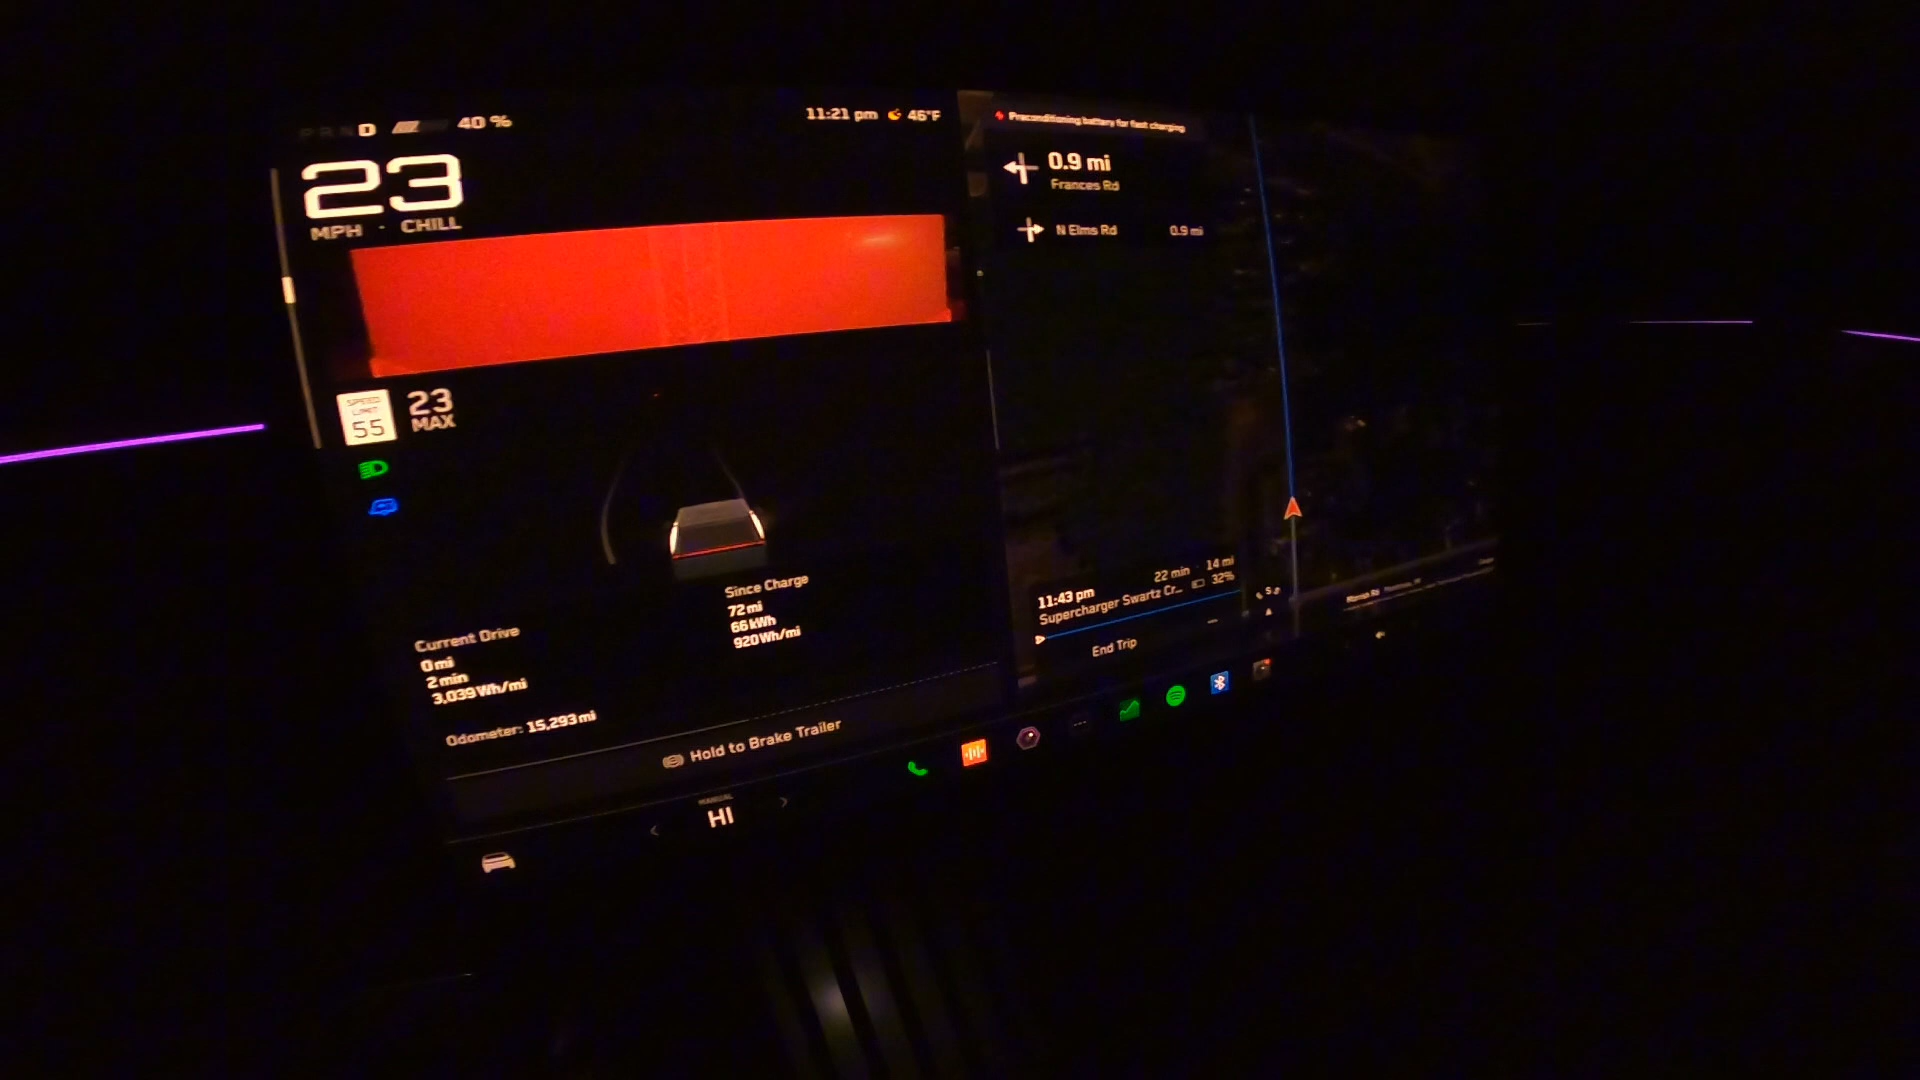 P R N D
40 %
11:21 pm
46°F
23
MPH · CHILL
SPEED
LIMIT
55
23
MAX
Current Drive
0 mi
2 min
3,039 Wh/mi
Since Charge
72 mi
66 kWh
920 Wh/mi
Odometer: 15,293 mi
Hold to Brake Trailer
MANUAL
HI
Preconditioning battery for fast charging
0.9 mi
Frances Rd
N Elms Rd
0.9 mi
11:43 pm
22 min · 14 mi
Supercharger Swartz Cr...
32%
End Trip
Morrish Rd